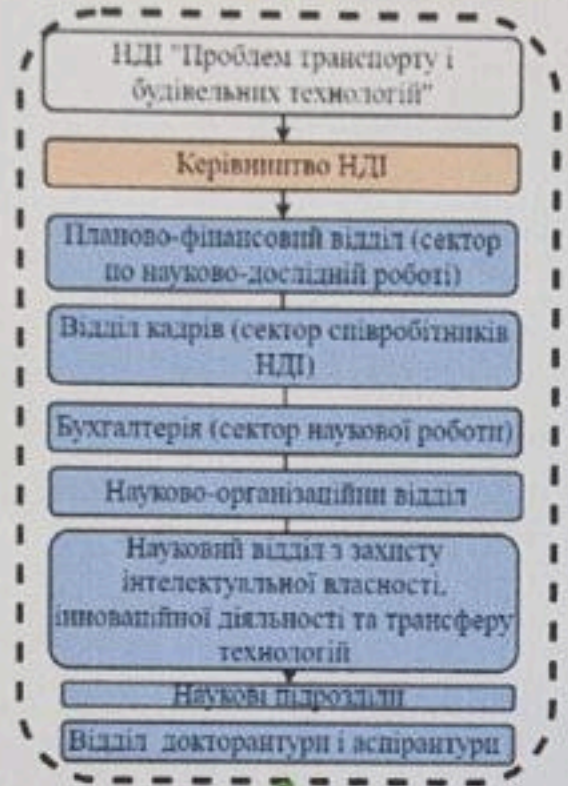 НДІ "Проблем транспорту і
будівельних технологій"
Керівництво НДІ
Планово-фінансовий відділ (сектор
по науково-дослідній роботі)
Відділ кадрів (сектор співробітників
НДІ)
Бухгалтерія (сектор наукової роботи)
Науково-організаційни відділ
Науковий відділ з захисту
інтелектуальної власності,
інноваційної діяльності та трансферу
технологій
Наукові підрозділи
Відділ докторантури і аспірантури